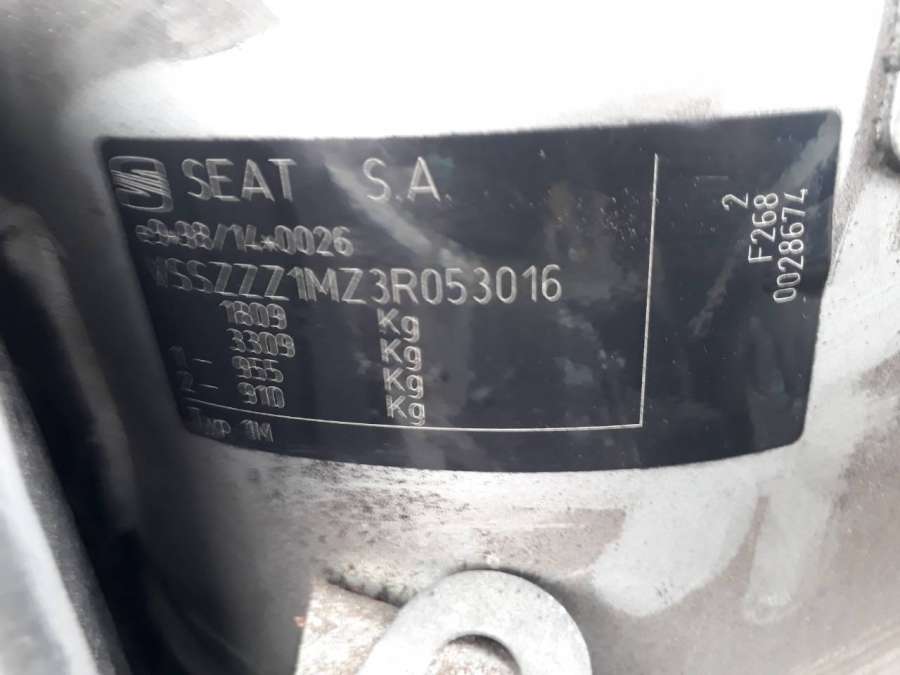 SEAT S.A.
e9*98/14*0026
VSSZZZ1MZ3R053016
1809 Kg
3309 Kg
1- 955 Kg
2- 910 Kg
Typ 1M
2
F268
0028674